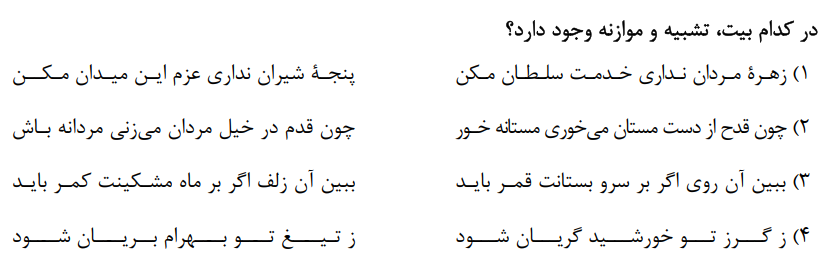 در کدام بیت، تشبیه و موازنه وجود دارد؟
۱) زهرهٔ مردان نداری خدمت سلطان مکن پنجهٔ شیران نداری عزم این میدان مکن
۲) چون قدح از دست مستان می‌خوری مستانه خور چون قدم در خیل مردان می‌زنی مردانه باش
۳) ببین آن روی اگر بر سرو بستانت قمر باید ببین آن زلف اگر بر ماه مشکینت کمر باید
۴) ز گرز تو خورشید گریان شود ز تیغ تو بهرام بریان شود